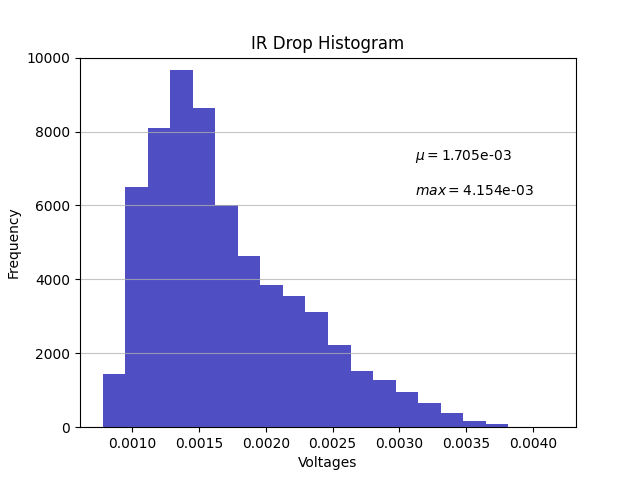 IR Drop Histogram
10000
8000
6000
4000
2000
0
Frequency
μ = 1.705e-03
max = 4.154e-03
0.0010 0.0015 0.0020 0.0025 0.0030 0.0035 0.0040
Voltages